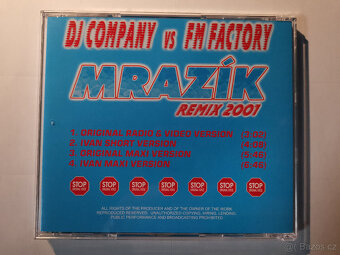 DJ COMPANY VS FM FACTORY
MRAZÍK
REMIX 2001
1. ORIGINAL RADIO & VIDEO VERSION (3:02)
2. IVAN SHORT VERSION (4:08)
3. ORIGINAL MAXI VERSION (5:46)
4. IVAN MAXI VERSION (6:46)
STOP STOP STOP STOP STOP STOP
ALL RIGHTS OF THE PRODUCER AND OF THE OWNER OF THE WORK
REPRODUCED RESERVED. UNAUTHORIZED COPYING, HIRING, LENDING,
PUBLIC PERFORMANCE AND BROADCASTING PROHIBITED